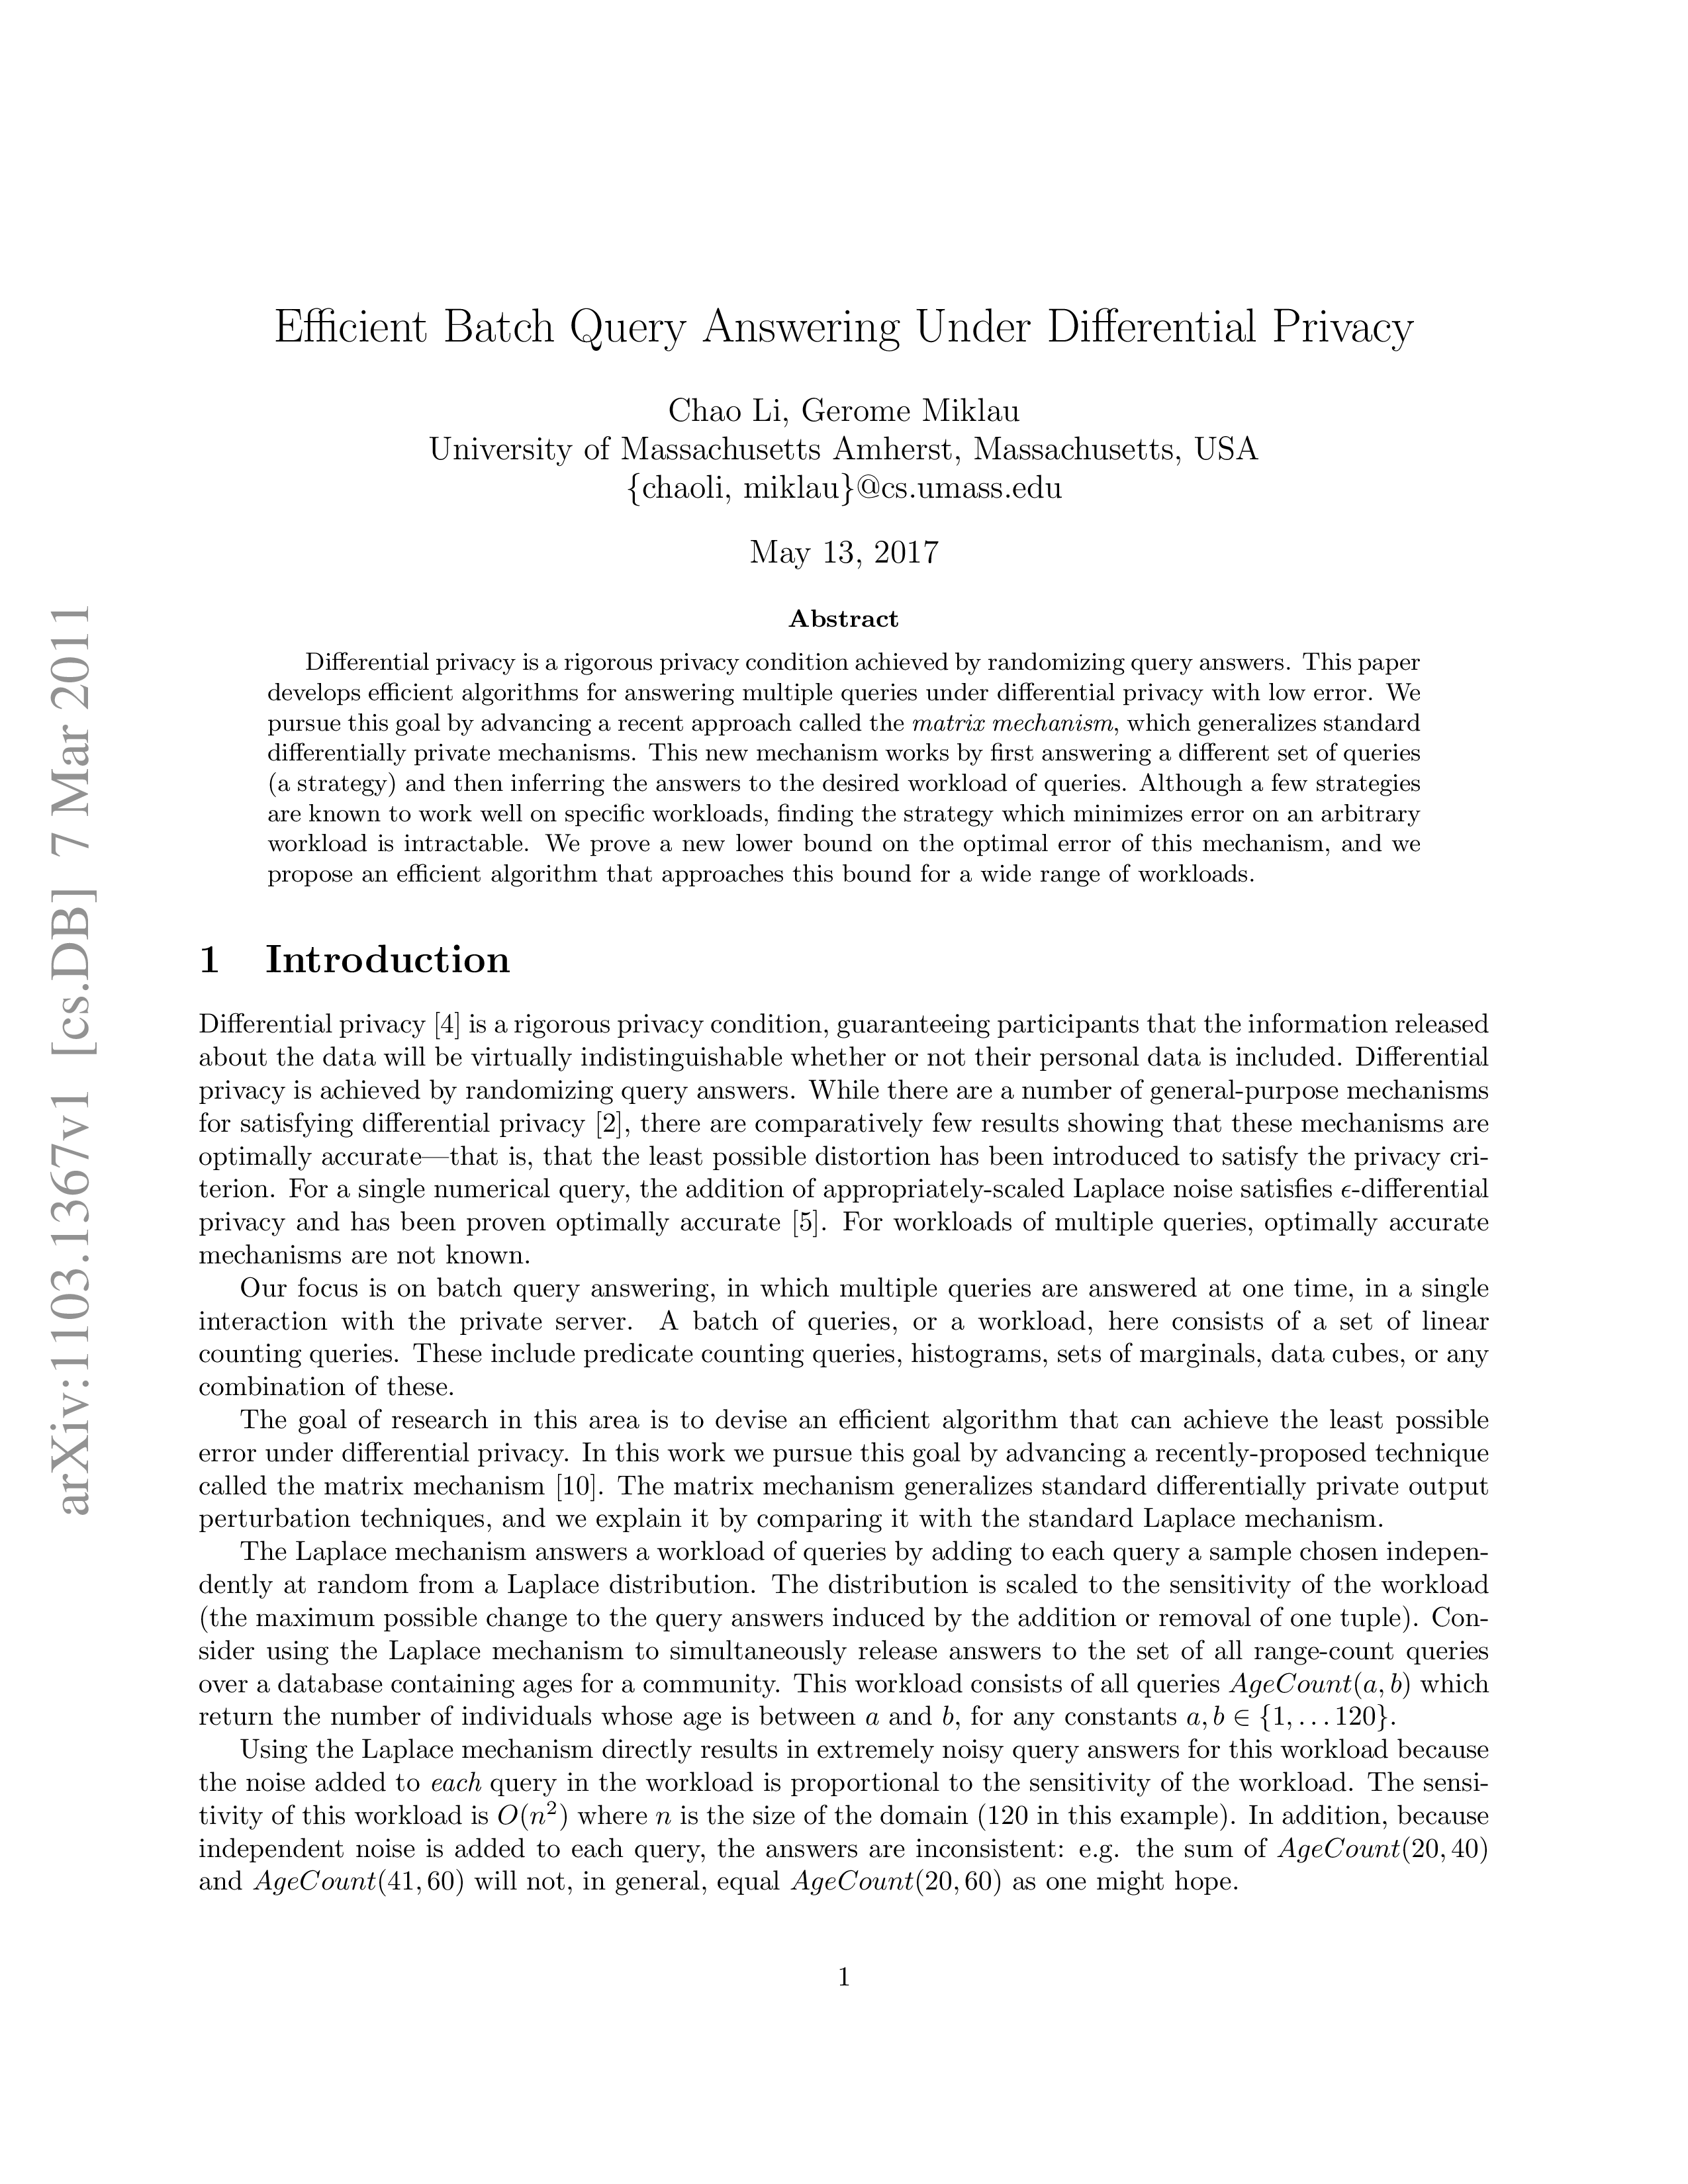 Efficient Batch Query Answering Under Differential Privacy
Chao Li, Gerome Miklau
University of Massachusetts Amherst, Massachusetts, USA
{chaoli, miklau}@cs.umass.edu
May 13, 2017
Abstract
Differential privacy is a rigorous privacy condition achieved by randomizing query answers. This paper
develops efficient algorithms for answering multiple queries under differential privacy with low error. We
pursue this goal by advancing a recent approach called the matrix mechanism, which generalizes standard
differentially private mechanisms. This new mechanism works by first answering a different set of queries
(a strategy) and then inferring the answers to the desired workload of queries. Although a few strategies
are known to work well on specific workloads, finding the strategy which minimizes error on an arbitrary
workload is intractable. We prove a new lower bound on the optimal error of this mechanism, and we
propose an efficient algorithm that approaches this bound for a wide range of workloads.
1 Introduction
Differential privacy [4] is a rigorous privacy condition, guaranteeing participants that the information released
about the data will be virtually indistinguishable whether or not their personal data is included. Differential
privacy is achieved by randomizing query answers. While there are a number of general-purpose mechanisms
for satisfying differential privacy [2], there are comparatively few results showing that these mechanisms are
optimally accurate—that is, that the least possible distortion has been introduced to satisfy the privacy cri-
terion. For a single numerical query, the addition of appropriately-scaled Laplace noise satisfies ϵ-differential
privacy and has been proven optimally accurate [5]. For workloads of multiple queries, optimally accurate
mechanisms are not known.
Our focus is on batch query answering, in which multiple queries are answered at one time, in a single
interaction with the private server. A batch of queries, or a workload, here consists of a set of linear
counting queries. These include predicate counting queries, histograms, sets of marginals, data cubes, or any
combination of these.
The goal of research in this area is to devise an efficient algorithm that can achieve the least possible
error under differential privacy. In this work we pursue this goal by advancing a recently-proposed technique
called the matrix mechanism [10]. The matrix mechanism generalizes standard differentially private output
perturbation techniques, and we explain it by comparing it with the standard Laplace mechanism.
The Laplace mechanism answers a workload of queries by adding to each query a sample chosen indepen-
dently at random from a Laplace distribution. The distribution is scaled to the sensitivity of the workload
(the maximum possible change to the query answers induced by the addition or removal of one tuple). Con-
sider using the Laplace mechanism to simultaneously release answers to the set of all range-count queries
over a database containing ages for a community. This workload consists of all queries AgeCount(a, b) which
return the number of individuals whose age is between a and b, for any constants a, b ∈ {1, . . . 120}.
Using the Laplace mechanism directly results in extremely noisy query answers for this workload because
the noise added to each query in the workload is proportional to the sensitivity of the workload. The sensi-
tivity of this workload is O(n²) where n is the size of the domain (120 in this example). In addition, because
independent noise is added to each query, the answers are inconsistent: e.g. the sum of AgeCount(20, 40)
and AgeCount(41, 60) will not, in general, equal AgeCount(20, 60) as one might hope.
1
arXiv:1103.1367v1 [cs.DB] 7 Mar 2011